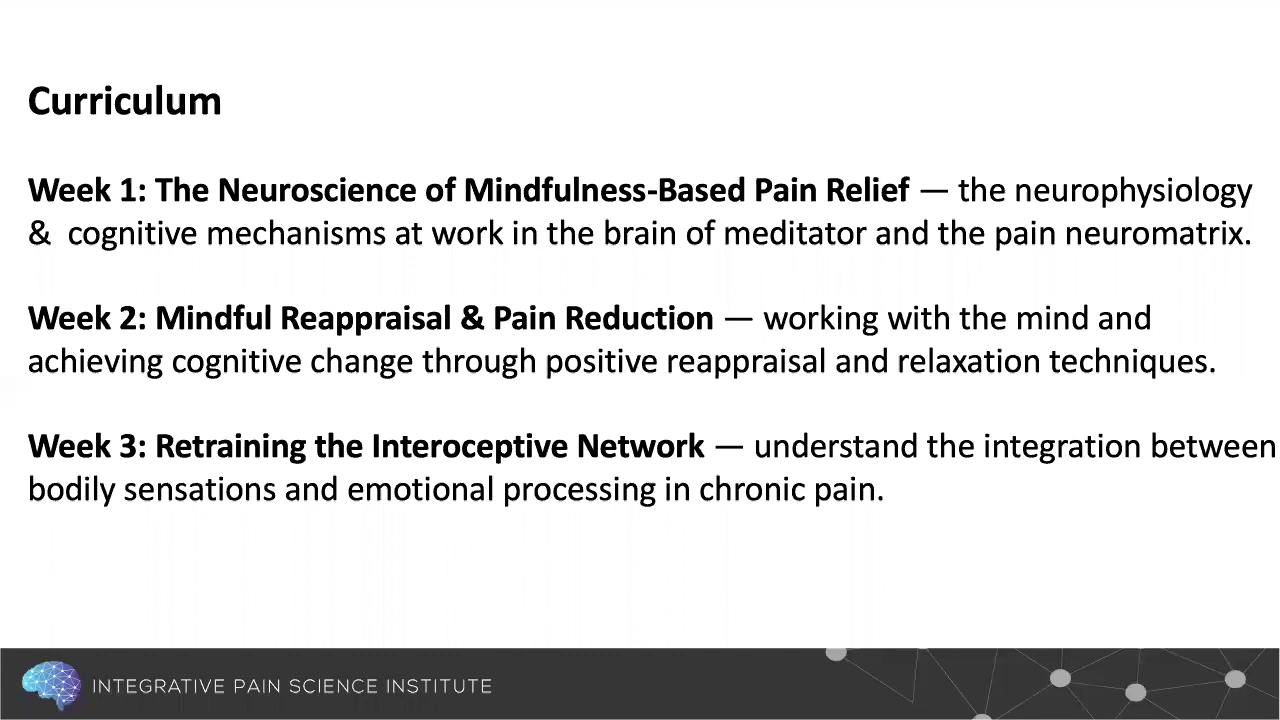 Curriculum
Week 1: The Neuroscience of Mindfulness-Based Pain Relief — the neurophysiology
&  cognitive mechanisms at work in the brain of meditator and the pain neuromatrix.
Week 2: Mindful Reappraisal & Pain Reduction — working with the mind and
achieving cognitive change through positive reappraisal and relaxation techniques.
Week 3: Retraining the Interoceptive Network — understand the integration between
bodily sensations and emotional processing in chronic pain.
INTEGRATIVE PAIN SCIENCE INSTITUTE